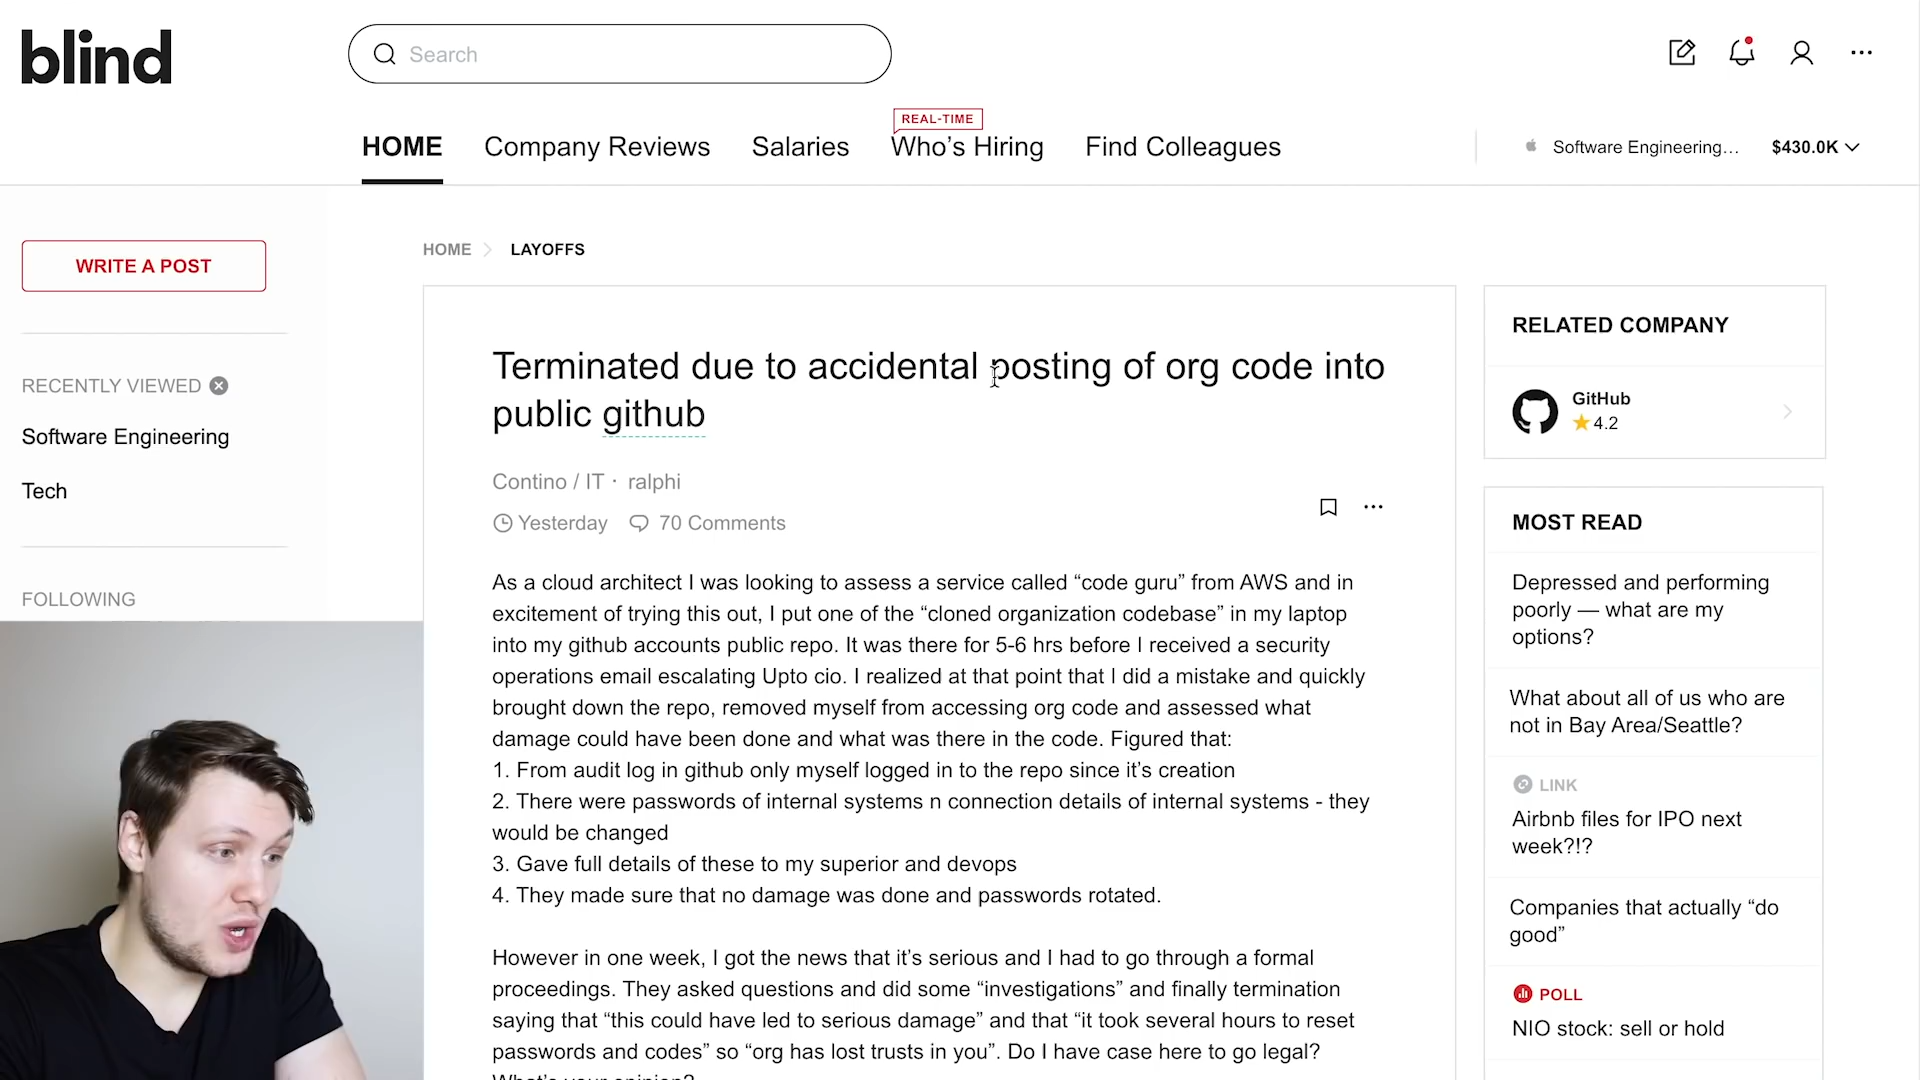 blind
Search
REAL-TIME
HOME
Company Reviews
Salaries
Who’s Hiring
Find Colleagues
Software Engineering…
$430.0K
WRITE A POST
RECENTLY VIEWED
Software Engineering
Tech
FOLLOWING
HOME
LAYOFFS
Terminated due to accidental posting of org code into
public github
Contino / IT · ralphi
Yesterday
70 Comments
As a cloud architect I was looking to assess a service called “code guru” from AWS and in
excitement of trying this out, I put one of the “cloned organization codebase” in my laptop
into my github accounts public repo. It was there for 5-6 hrs before I received a security
operations email escalating Upto cio. I realized at that point that I did a mistake and quickly
brought down the repo, removed myself from accessing org code and assessed what
damage could have been done and what was there in the code. Figured that:
1. From audit log in github only myself logged in to the repo since it’s creation
2. There were passwords of internal systems n connection details of internal systems - they
would be changed
3. Gave full details of these to my superior and devops
4. They made sure that no damage was done and passwords rotated.
However in one week, I got the news that it’s serious and I had to go through a formal
proceedings. They asked questions and did some “investigations” and finally termination
saying that “this could have led to serious damage” and that “it took several hours to reset
passwords and codes” so “org has lost trusts in you”. Do I have case here to go legal?
What’s your opinion?
RELATED COMPANY
GitHub
4.2
MOST READ
Depressed and performing
poorly — what are my
options?
What about all of us who are
not in Bay Area/Seattle?
LINK
Airbnb files for IPO next
week?!?
Companies that actually “do
good”
POLL
NIO stock: sell or hold